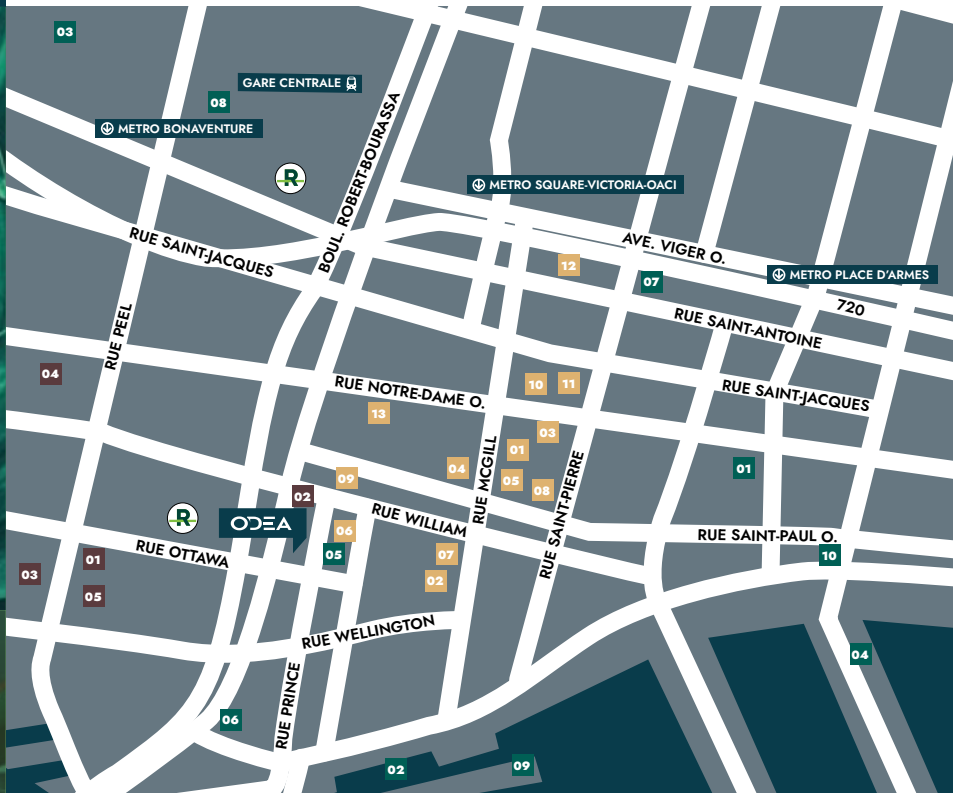 03
GARE CENTRALE
08
METRO BONAVENTURE
R
BOUL. ROBERT-BOURASSA
METRO SQUARE-VICTORIA-OACI
RUE SAINT-JACQUES
AVE. VIGER O.
12
07
METRO PLACE D'ARMES
720
RUE SAINT-ANTOINE
RUE PEEL
04
RUE NOTRE-DAME O.
10
11
RUE SAINT-JACQUES
13
03
01
RUE MCGILL
04
05
08
RUE SAINT-PIERRE
01
09
02
R
ODEA
RUE WILLIAM
06
05
07
02
RUE SAINT-PAUL O.
10
RUE OTTAWA
01
03
05
RUE WELLINGTON
04
RUE PRINCE
06
02
09